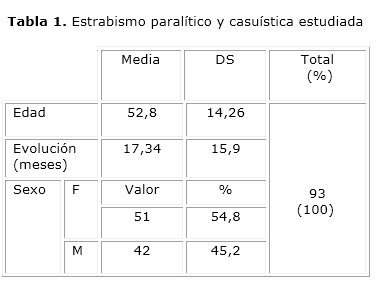 Tabla 1. Estrabismo paralítico y casuística estudiada
Media DS Total
(%)
Edad 52,8 14,26
Evolución
(meses) 17,34 15,9
Sexo F Valor %
51 54,8
M 42 45,2
93
(100)